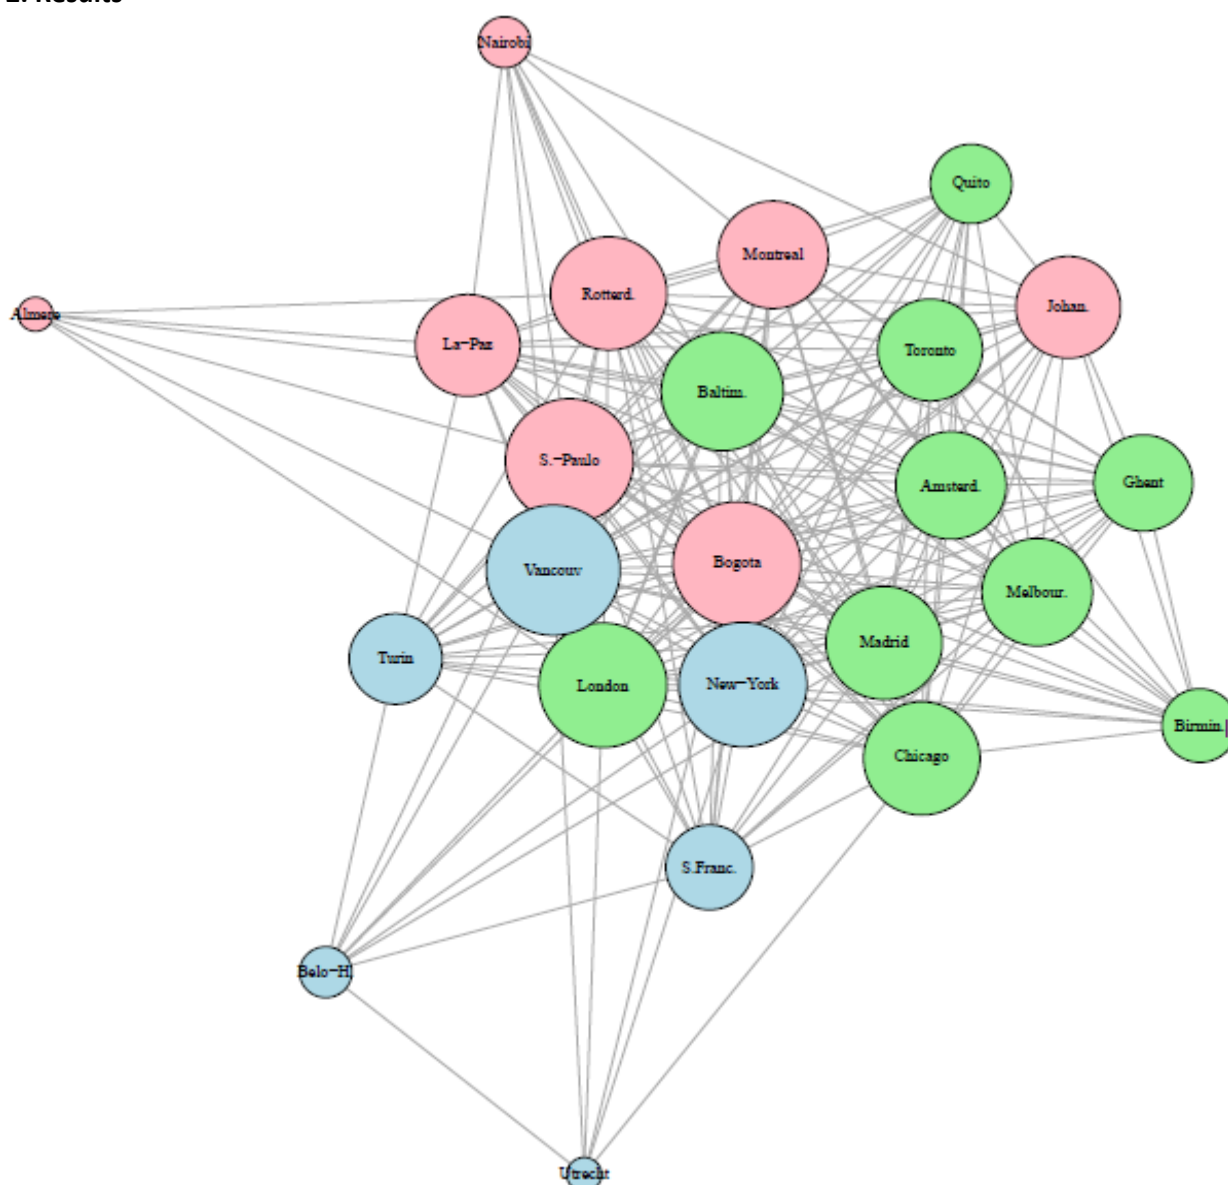 Nairobi
Quito
Montreal
Rotterd.
Johan.
Almere
La-Paz
Toronto
Baltim.
S.-Paulo
Amsterd.
Ghent
Vancouv
Bogota
Melbour.
Madrid
Turin
London
New-York
Birmin.
Chicago
S.Franc.
Belo-H.
Utrecht